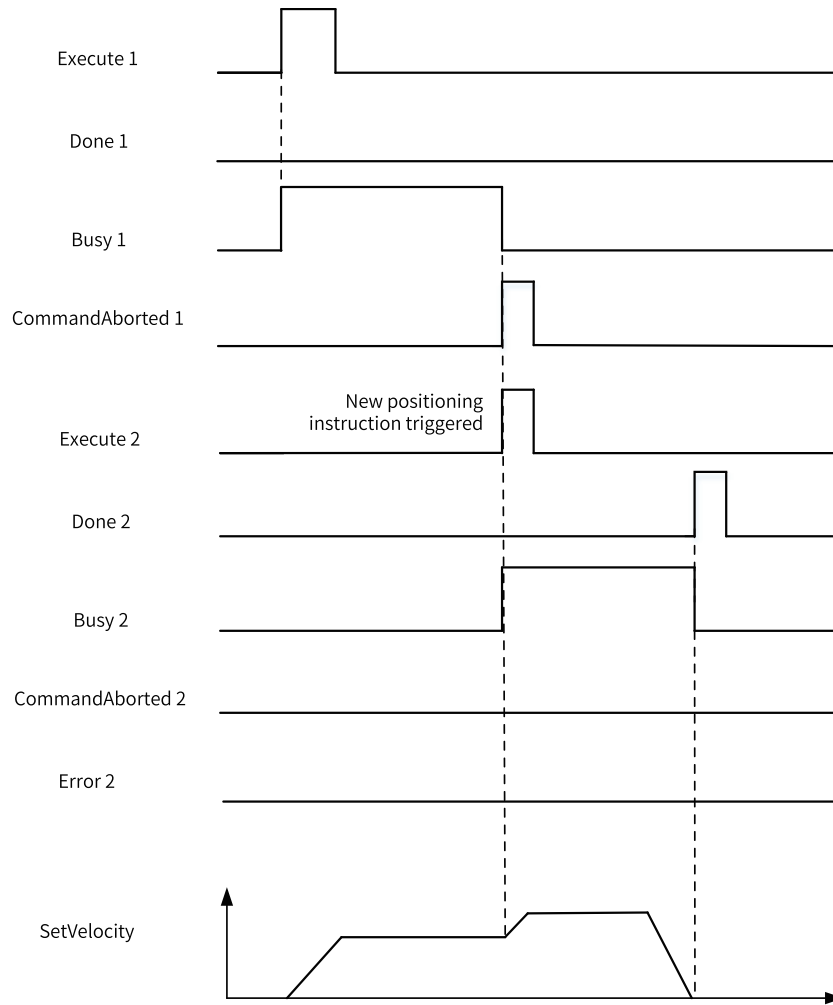 Execute 1
Done 1
Busy 1
CommandAborted 1
New positioning
instruction triggered
Execute 2
Done 2
Busy 2
CommandAborted 2
Error 2
SetVelocity